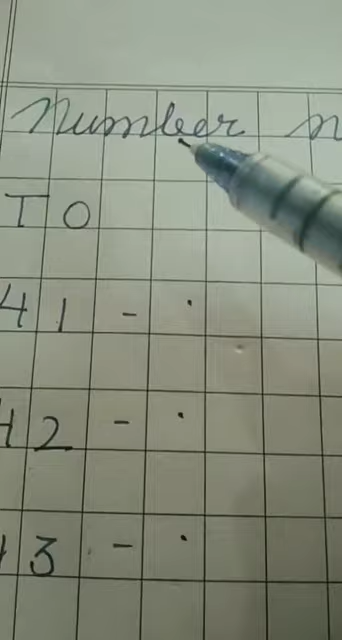 Number n
T O
41 - .
42 - .
43 - .